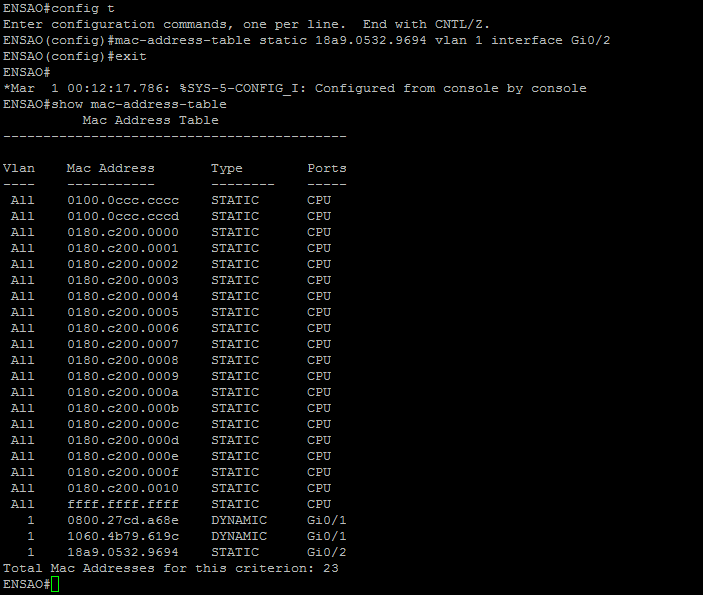 ENSAO#config t
Enter configuration commands, one per line.  End with CNTL/Z.
ENSAO(config)#mac-address-table static 18a9.0532.9694 vlan 1 interface Gi0/2
ENSAO(config)#exit
ENSAO#
*Mar  1 00:12:17.786: %SYS-5-CONFIG_I: Configured from console by console
ENSAO#show mac-address-table
          Mac Address Table
-------------------------------------------

Vlan    Mac Address       Type        Ports
----    -----------       --------    -----
 All    0100.0ccc.cccc    STATIC      CPU
 All    0100.0ccc.cccd    STATIC      CPU
 All    0180.c200.0000    STATIC      CPU
 All    0180.c200.0001    STATIC      CPU
 All    0180.c200.0002    STATIC      CPU
 All    0180.c200.0003    STATIC      CPU
 All    0180.c200.0004    STATIC      CPU
 All    0180.c200.0005    STATIC      CPU
 All    0180.c200.0006    STATIC      CPU
 All    0180.c200.0007    STATIC      CPU
 All    0180.c200.0008    STATIC      CPU
 All    0180.c200.0009    STATIC      CPU
 All    0180.c200.000a    STATIC      CPU
 All    0180.c200.000b    STATIC      CPU
 All    0180.c200.000c    STATIC      CPU
 All    0180.c200.000d    STATIC      CPU
 All    0180.c200.000e    STATIC      CPU
 All    0180.c200.000f    STATIC      CPU
 All    0180.c200.0010    STATIC      CPU
 All    ffff.ffff.ffff    STATIC      CPU
   1    0800.27cd.a68e    DYNAMIC     Gi0/1
   1    1060.4b79.619c    DYNAMIC     Gi0/1
   1    18a9.0532.9694    STATIC      Gi0/2
Total Mac Addresses for this criterion: 23
ENSAO#